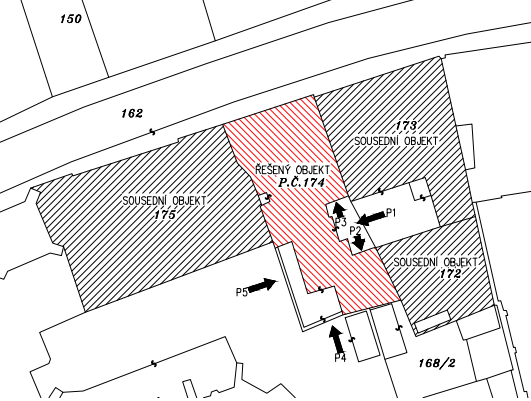 150
162
173
SOUSEDNÍ OBJEKT
ŘEŠENÝ OBJEKT
P.Č.174
SOUSEDNÍ OBJEKT
175
P1
P3
P2
SOUSEDNÍ OBJEKT
172
P5
P4
168/2